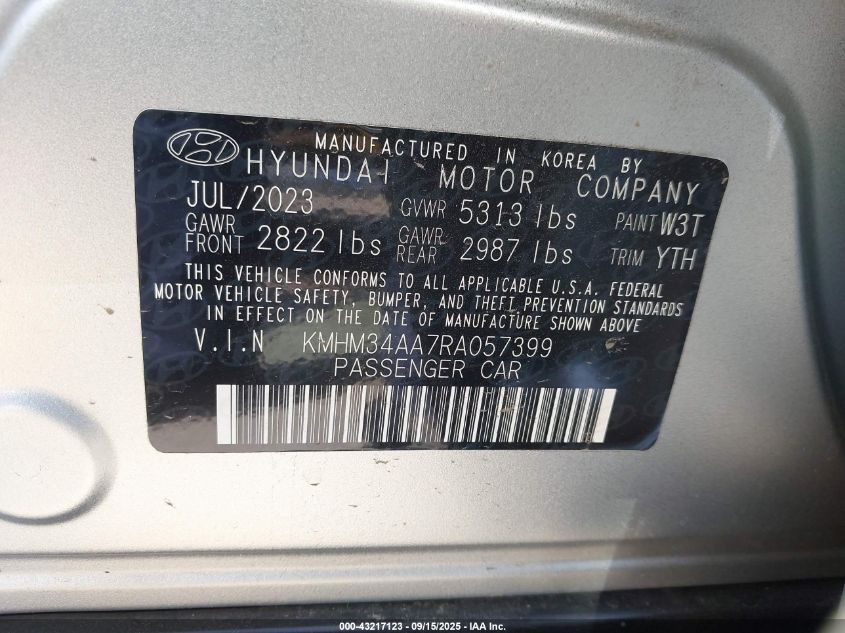 MANUFACTURED IN KOREA BY
HYUNDAI MOTOR COMPANY
JUL/2023 GVWR 5313 lbs PAINT W3T
GAWR FRONT 2822 lbs GAWR REAR 2987 lbs TRIM YTH
THIS VEHICLE CONFORMS TO ALL APPLICABLE U.S.A. FEDERAL
MOTOR VEHICLE SAFETY, BUMPER, AND THEFT PREVENTION STANDARDS
IN EFFECT ON THE DATE OF MANUFACTURE SHOWN ABOVE
V.I.N KMHM34AA7RA057399
PASSENGER CAR
000-43217123 - 09/15/2025 - IAA Inc.